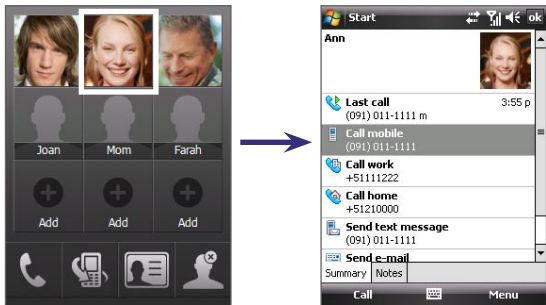 Joan Mom Farah
Add Add Add
Start ok
Ann
Last call 3:55 p
(091) 011-1111 m
Call mobile
(091) 011-1111
Call work
+51111222
Call home
+51210000
Send text message
(091) 011-1111
Send e-mail
Summary Notes
Call Menu